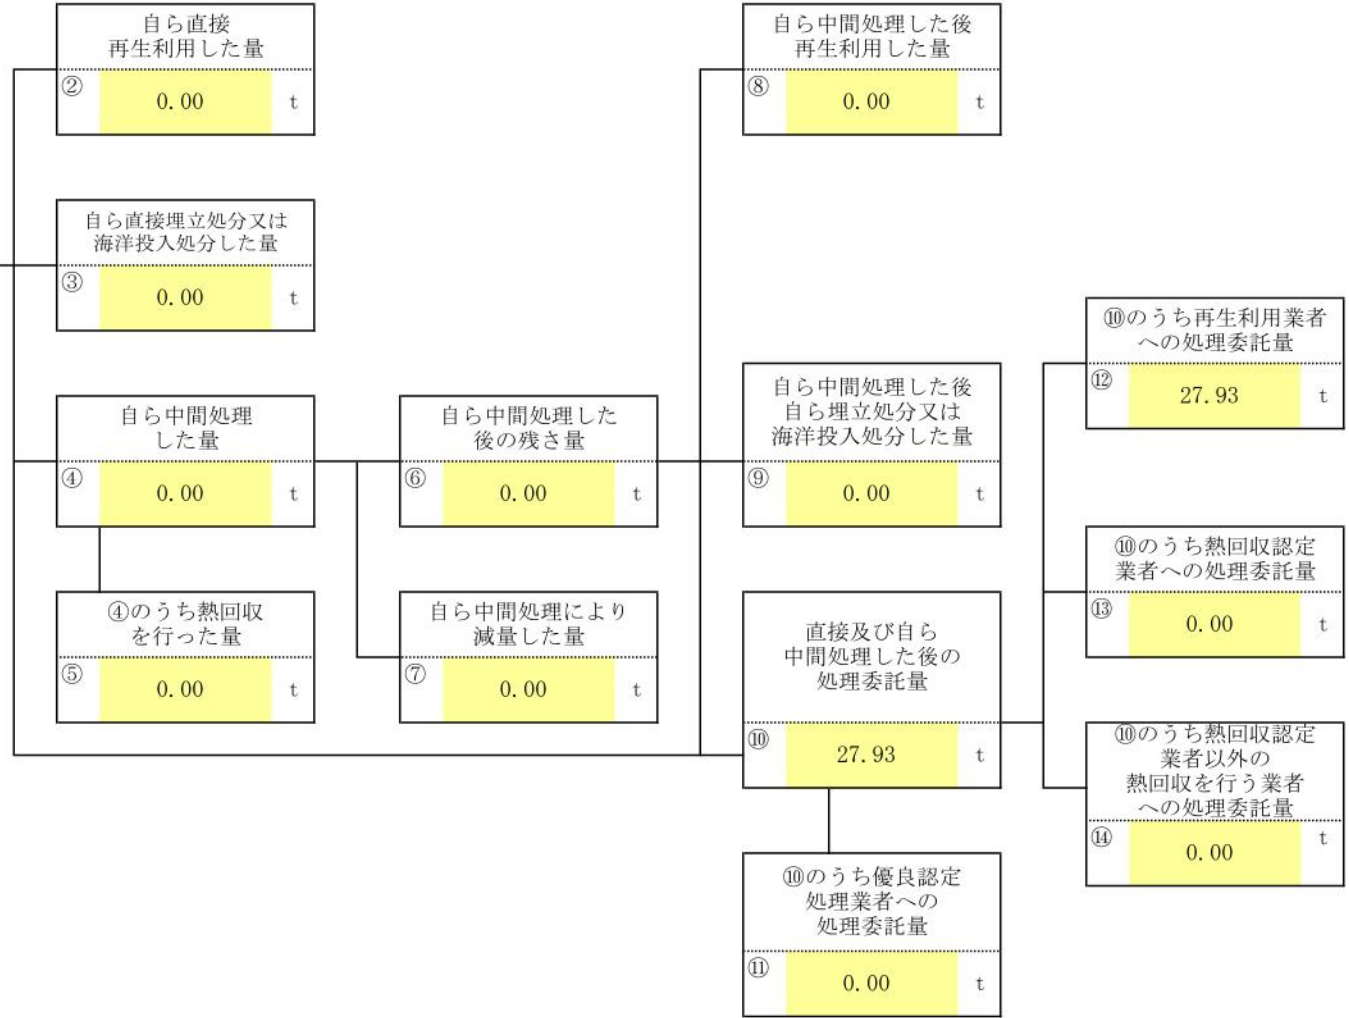 自ら直接
再生利用した量
② 0.00 t
自ら直接埋立処分又は
海洋投入処分した量
③ 0.00 t
自ら中間処理
した量
④ 0.00 t
④のうち熱回収
を行った量
⑤ 0.00 t
自ら中間処理した
後の残さ量
⑥ 0.00 t
自ら中間処理により
減量した量
⑦ 0.00 t
自ら中間処理した後
再生利用した量
⑧ 0.00 t
自ら中間処理した後
自ら埋立処分又は
海洋投入処分した量
⑨ 0.00 t
直接及び自ら
中間処理した後の
処理委託量
⑩ 27.93 t
⑩のうち優良認定
処理業者への
処理委託量
⑪ 0.00 t
⑩のうち再生利用業者
への処理委託量
⑫ 27.93 t
⑩のうち熱回収認定
業者への処理委託量
⑬ 0.00 t
⑩のうち熱回収認定
業者以外の
熱回収を行う業者
への処理委託量
⑭ 0.00 t